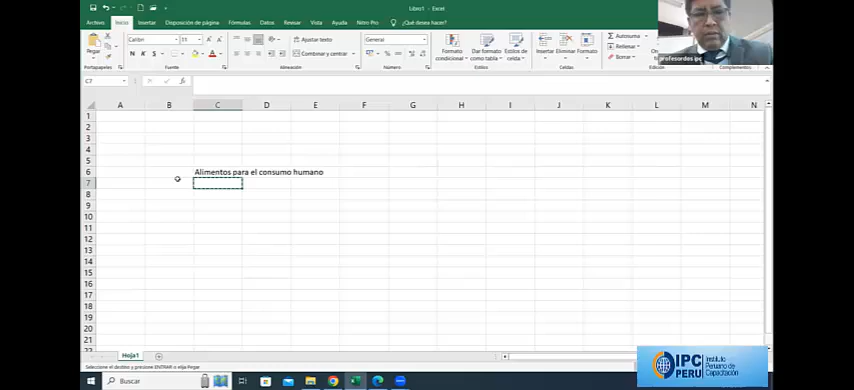 Libro1 - Excel
Archivo Inicio Insertar Disposición de página Fórmulas Datos Revisar Vista Ayuda Nitro Pro ¿Qué desea hacer?
Pegar
Calibri 11
N K S
Ajustar texto
Combinar y centrar
General
Formato condicional
Dar formato como tabla
Estilos de celda
Insertar Eliminar Formato
Autosuma
Rellenar
Borrar
Portapapeles Fuente Alineación Número Estilos Celdas Edición Complementos
profesordos ipc
C7
fx
A B C D E F G H I J K L M N
1
2
3
4
5
6 Alimentos para el consumo humano
7
8
9
10
11
12
13
14
15
16
17
18
19
20
21
22
Hoja1
Seleccione el destino y presione ENTRAR o elija Pegar
Buscar
IPC PERU
Instituto Peruano de Capacitación